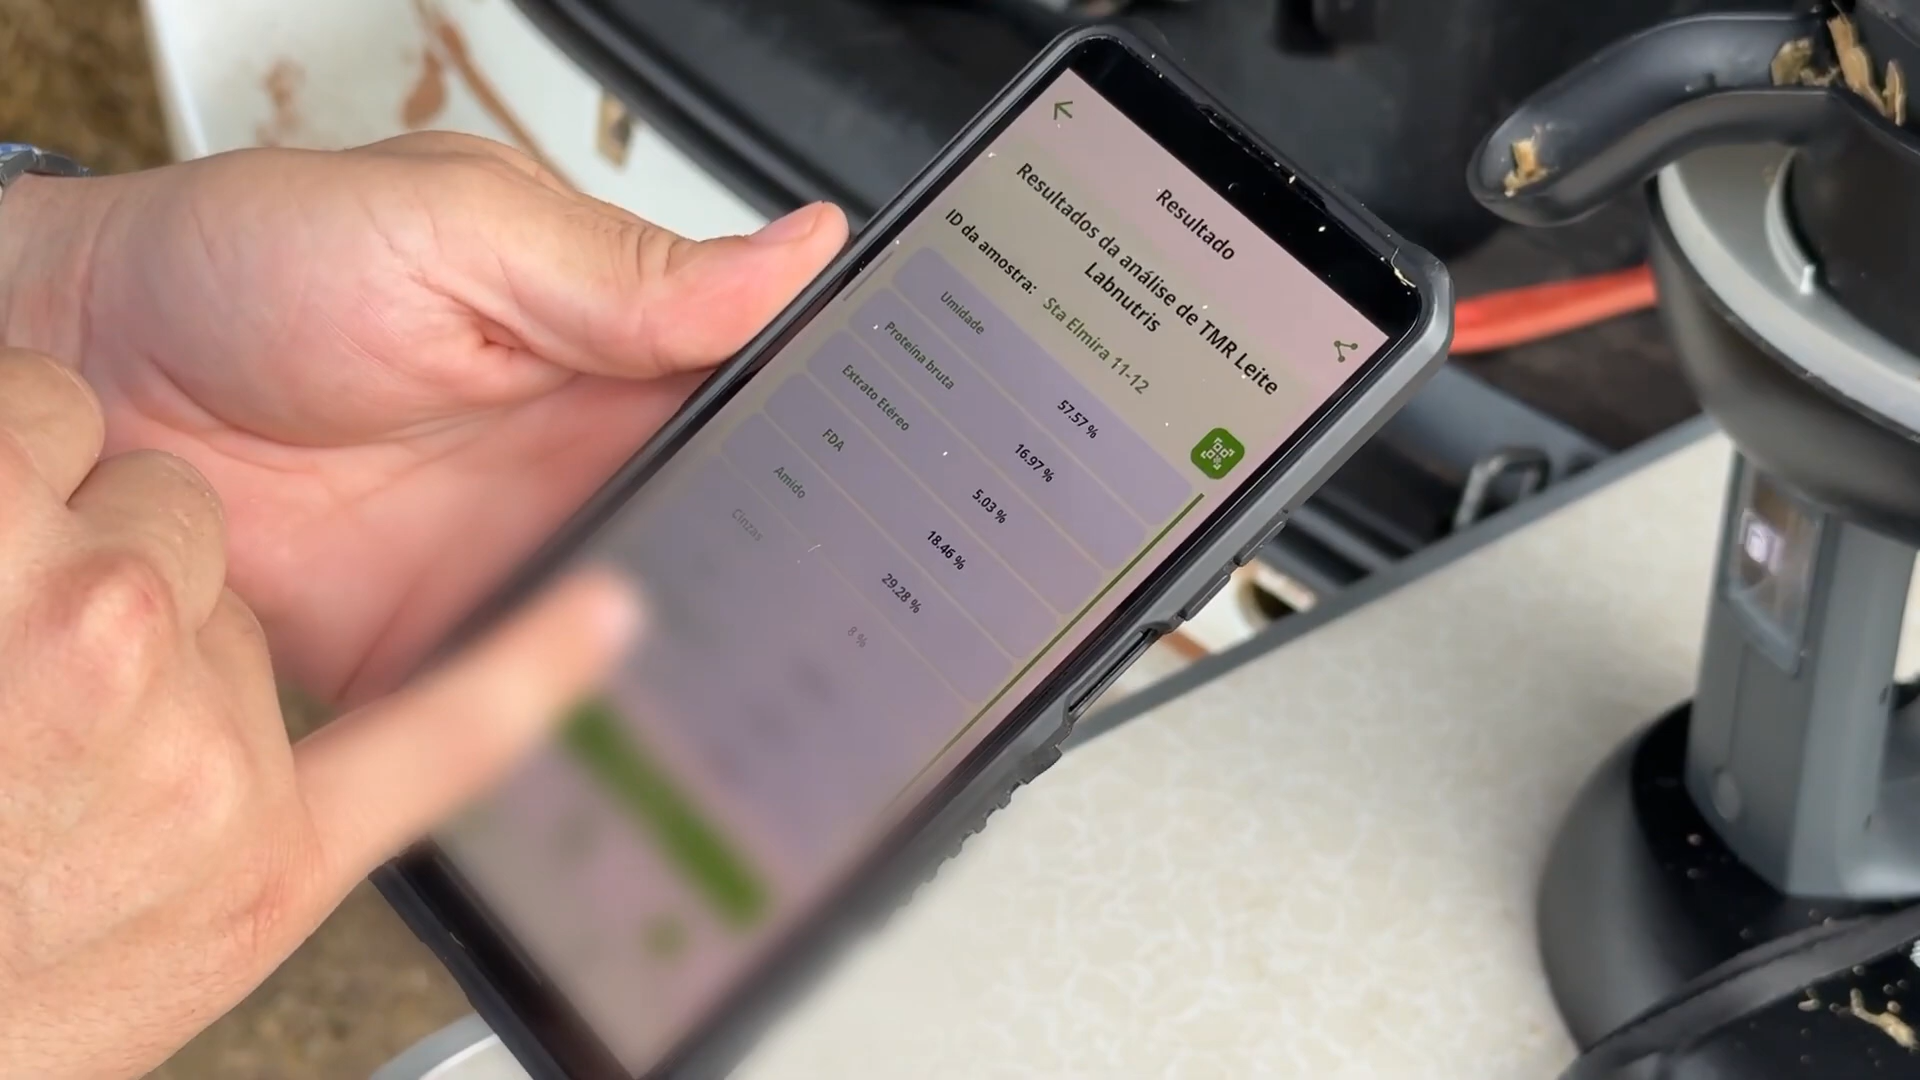 Resultado
Resultados da análise de TMR Leite
Labnutris
ID da amostra: Sta Elmira 11-12
Umidade 57.57 %
Proteína bruta 16.97 %
Extrato Etéreo 5.03 %
FDA 18.46 %
Amido 29.28 %
Cinzas 8 %